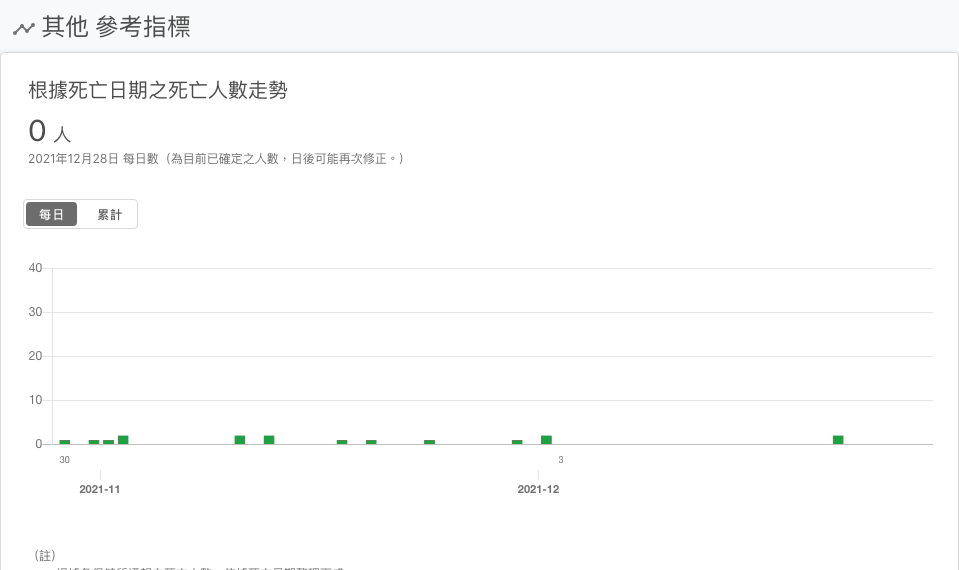 其他 參考指標
根據死亡日期之死亡人數走勢
0 人
2021年12月28日 每日數（為目前已確定之人數，日後可能再次修正。）
每日 累計
40
30
20
10
0
30 3
2021-11 2021-12
（註）